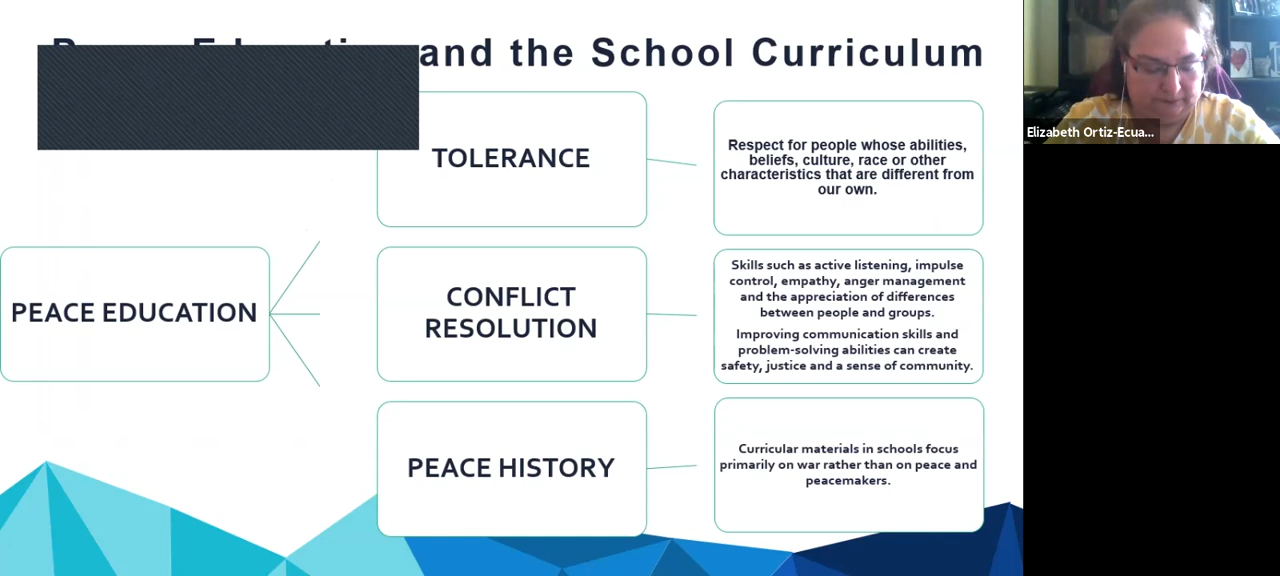 and the School Curriculum
TOLERANCE
Respect for people whose abilities,
beliefs, culture, race or other
characteristics that are different from
our own.
PEACE EDUCATION
CONFLICT
RESOLUTION
Skills such as active listening, impulse
control, empathy, anger management
and the appreciation of differences
between people and groups.
Improving communication skills and
problem-solving abilities can create
safety, justice and a sense of community.
PEACE HISTORY
Curricular materials in schools focus
primarily on war rather than on peace and
peacemakers.
Elizabeth Ortiz-Ecua...